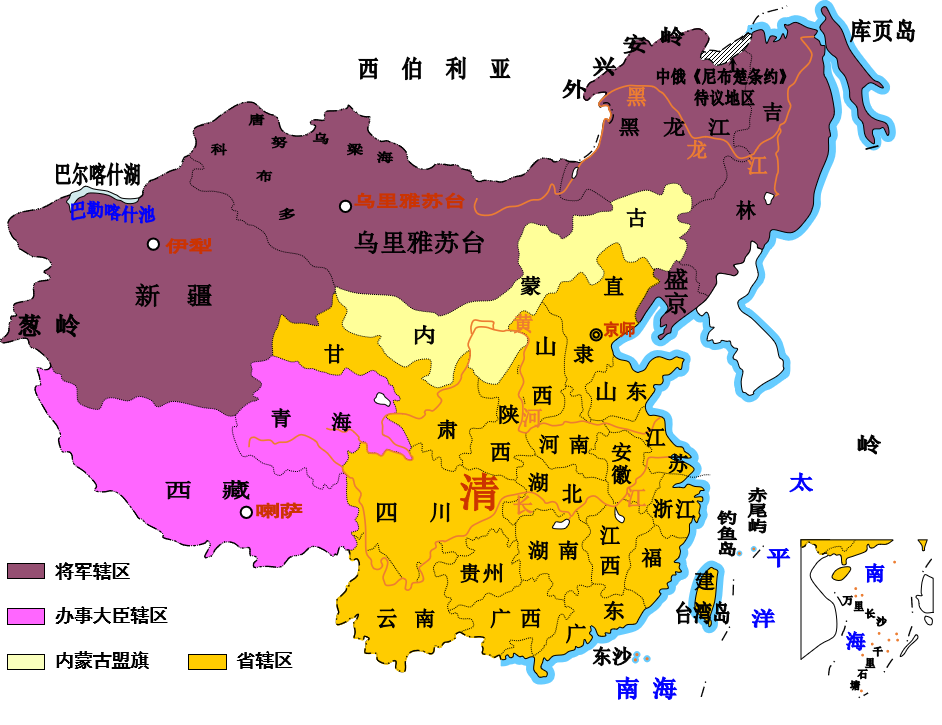 西伯利亚
外兴安岭
库页岛
中俄《尼布楚条约》
待议地区
黑龙江
黑龙江
吉林
唐努乌梁海
科布多
巴尔喀什湖
巴勒喀什池
乌里雅苏台
乌里雅苏台
伊犁
新疆
葱岭
盛京
内蒙古
直隶
京师
甘肃
山西
山东
黄河
陕西
河南
江苏
安徽
青海
西藏
喇萨
四川
清
湖北
长江
浙江
湖南
江西
福建
贵州
云南
广西
广东
台湾岛
钓鱼岛
赤尾屿
岭
太平洋
东沙
南海
南海
万里长沙
千里石塘
将军辖区
办事大臣辖区
内蒙古盟旗
省辖区